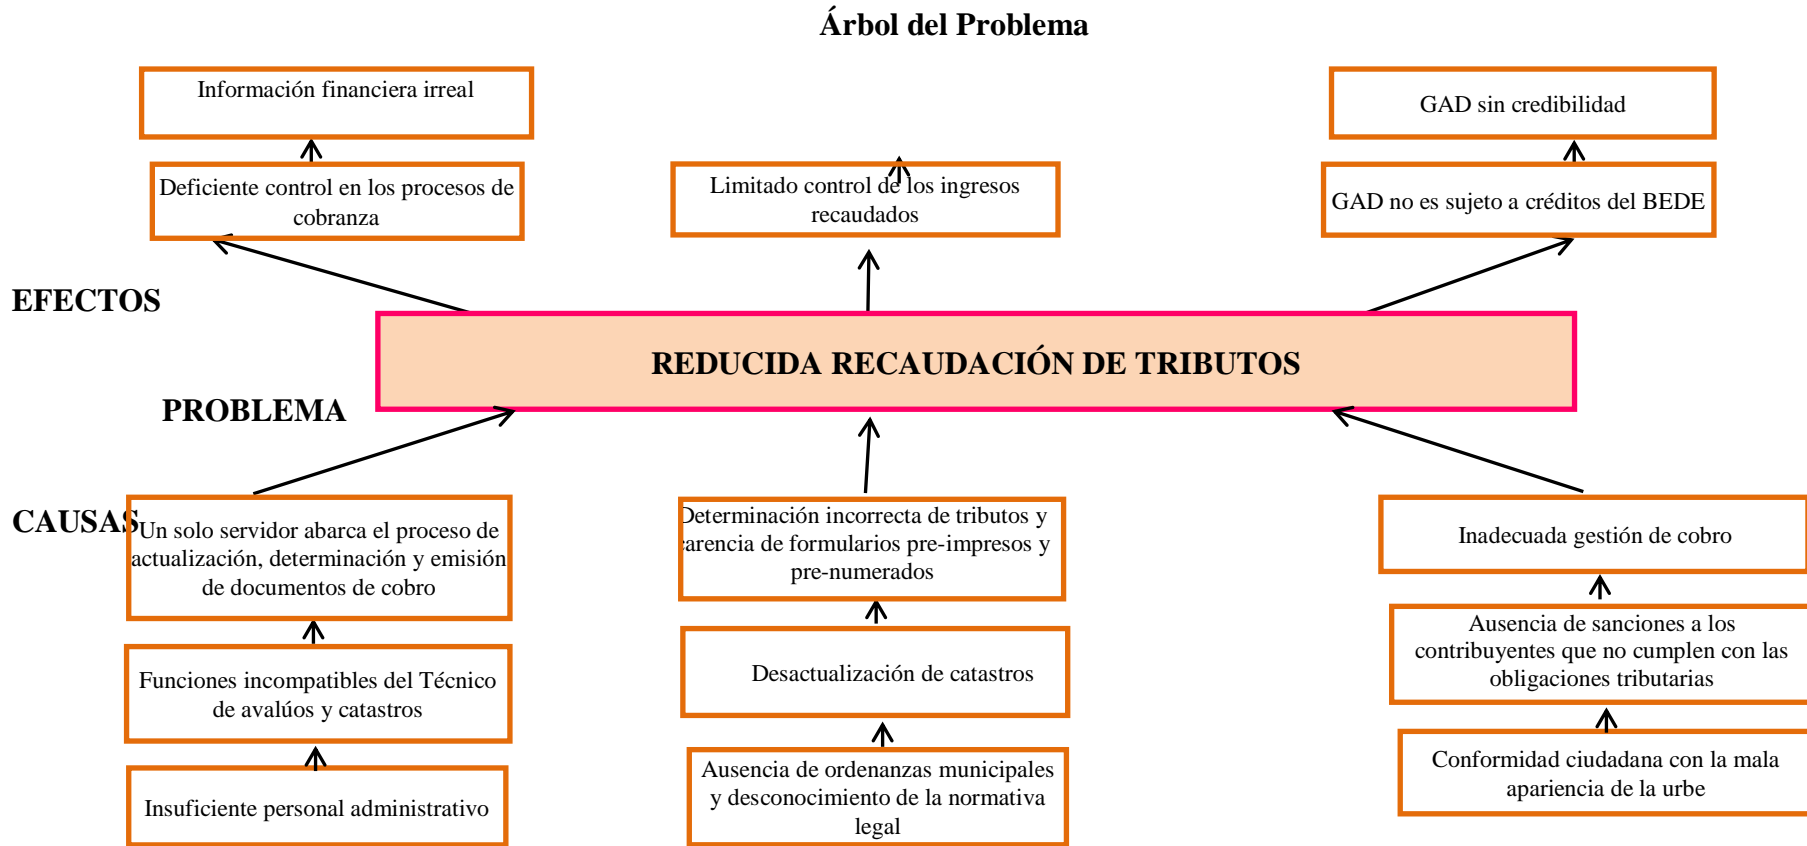 Árbol del Problema
Información financiera irreal
GAD sin credibilidad
Deficiente control en los procesos de
cobranza
Limitado control de los ingresos
recaudados
GAD no es sujeto a créditos del BEDE
EFECTOS
REDUCIDA RECAUDACIÓN DE TRIBUTOS
PROBLEMA
CAUSAS
Un solo servidor abarca el proceso de
actualización, determinación y emisión
de documentos de cobro
Determinación incorrecta de tributos y
carencia de formularios pre-impresos y
pre-numerados
Inadecuada gestión de cobro
Funciones incompatibles del Técnico
de avalúos y catastros
Desactualización de catastros
Ausencia de sanciones a los
contribuyentes que no cumplen con las
obligaciones tributarias
Insuficiente personal administrativo
Ausencia de ordenanzas municipales
y desconocimiento de la normativa
legal
Conformidad ciudadana con la mala
apariencia de la urbe